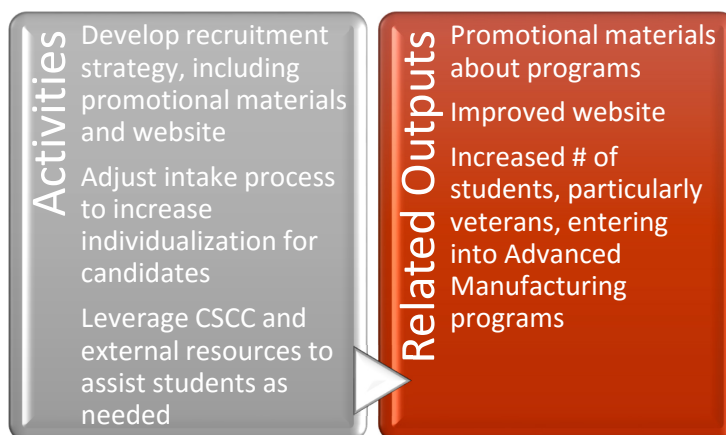 Activities
Develop recruitment
strategy, including
promotional materials
and website
Adjust intake process
to increase
individualization for
candidates
Leverage CSCC and
external resources to
assist students as
needed
Related Outputs
Promotional materials
about programs
Improved website
Increased # of
students, particularly
veterans, entering
into Advanced
Manufacturing
programs